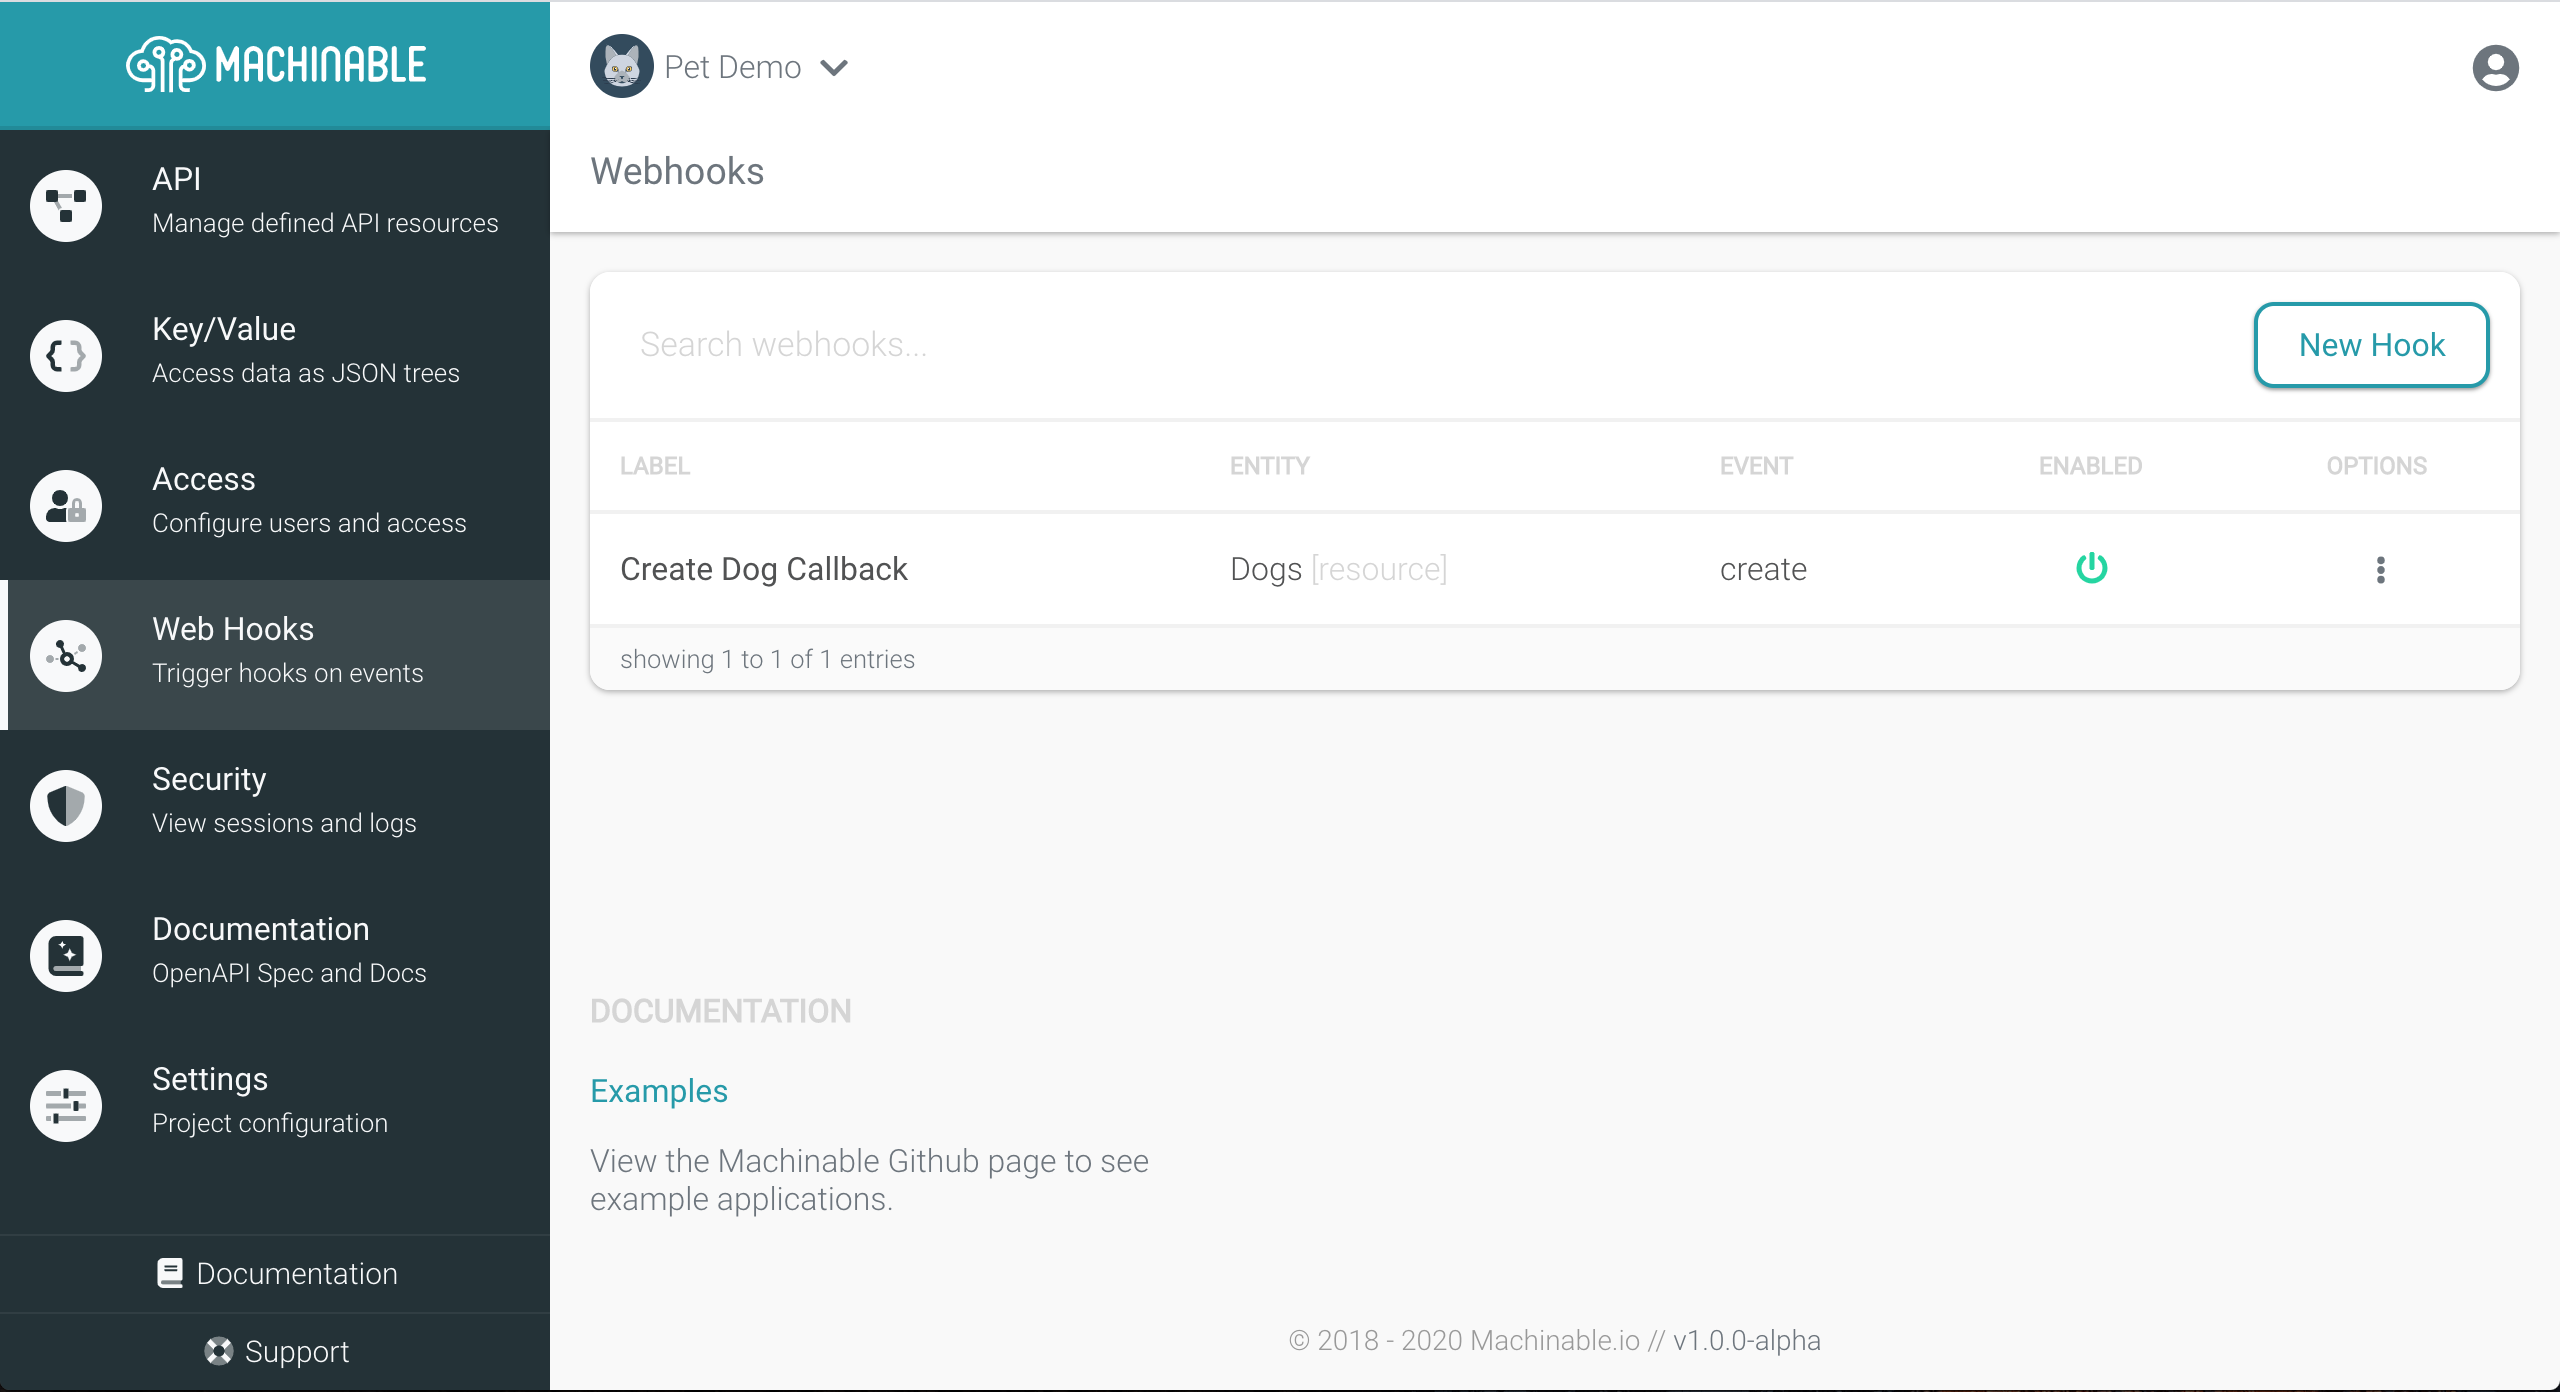 MACHINABLE
API
Manage defined API resources
Key/Value
Access data as JSON trees
Access
Configure users and access
Web Hooks
Trigger hooks on events
Security
View sessions and logs
Documentation
OpenAPI Spec and Docs
Settings
Project configuration
Documentation
Support
Pet Demo
Webhooks
Search webhooks...
New Hook
LABEL ENTITY EVENT ENABLED OPTIONS
Create Dog Callback Dogs [resource] create
showing 1 to 1 of 1 entries
DOCUMENTATION
Examples
View the Machinable Github page to see
example applications.
© 2018 - 2020 Machinable.io // v1.0.0-alpha